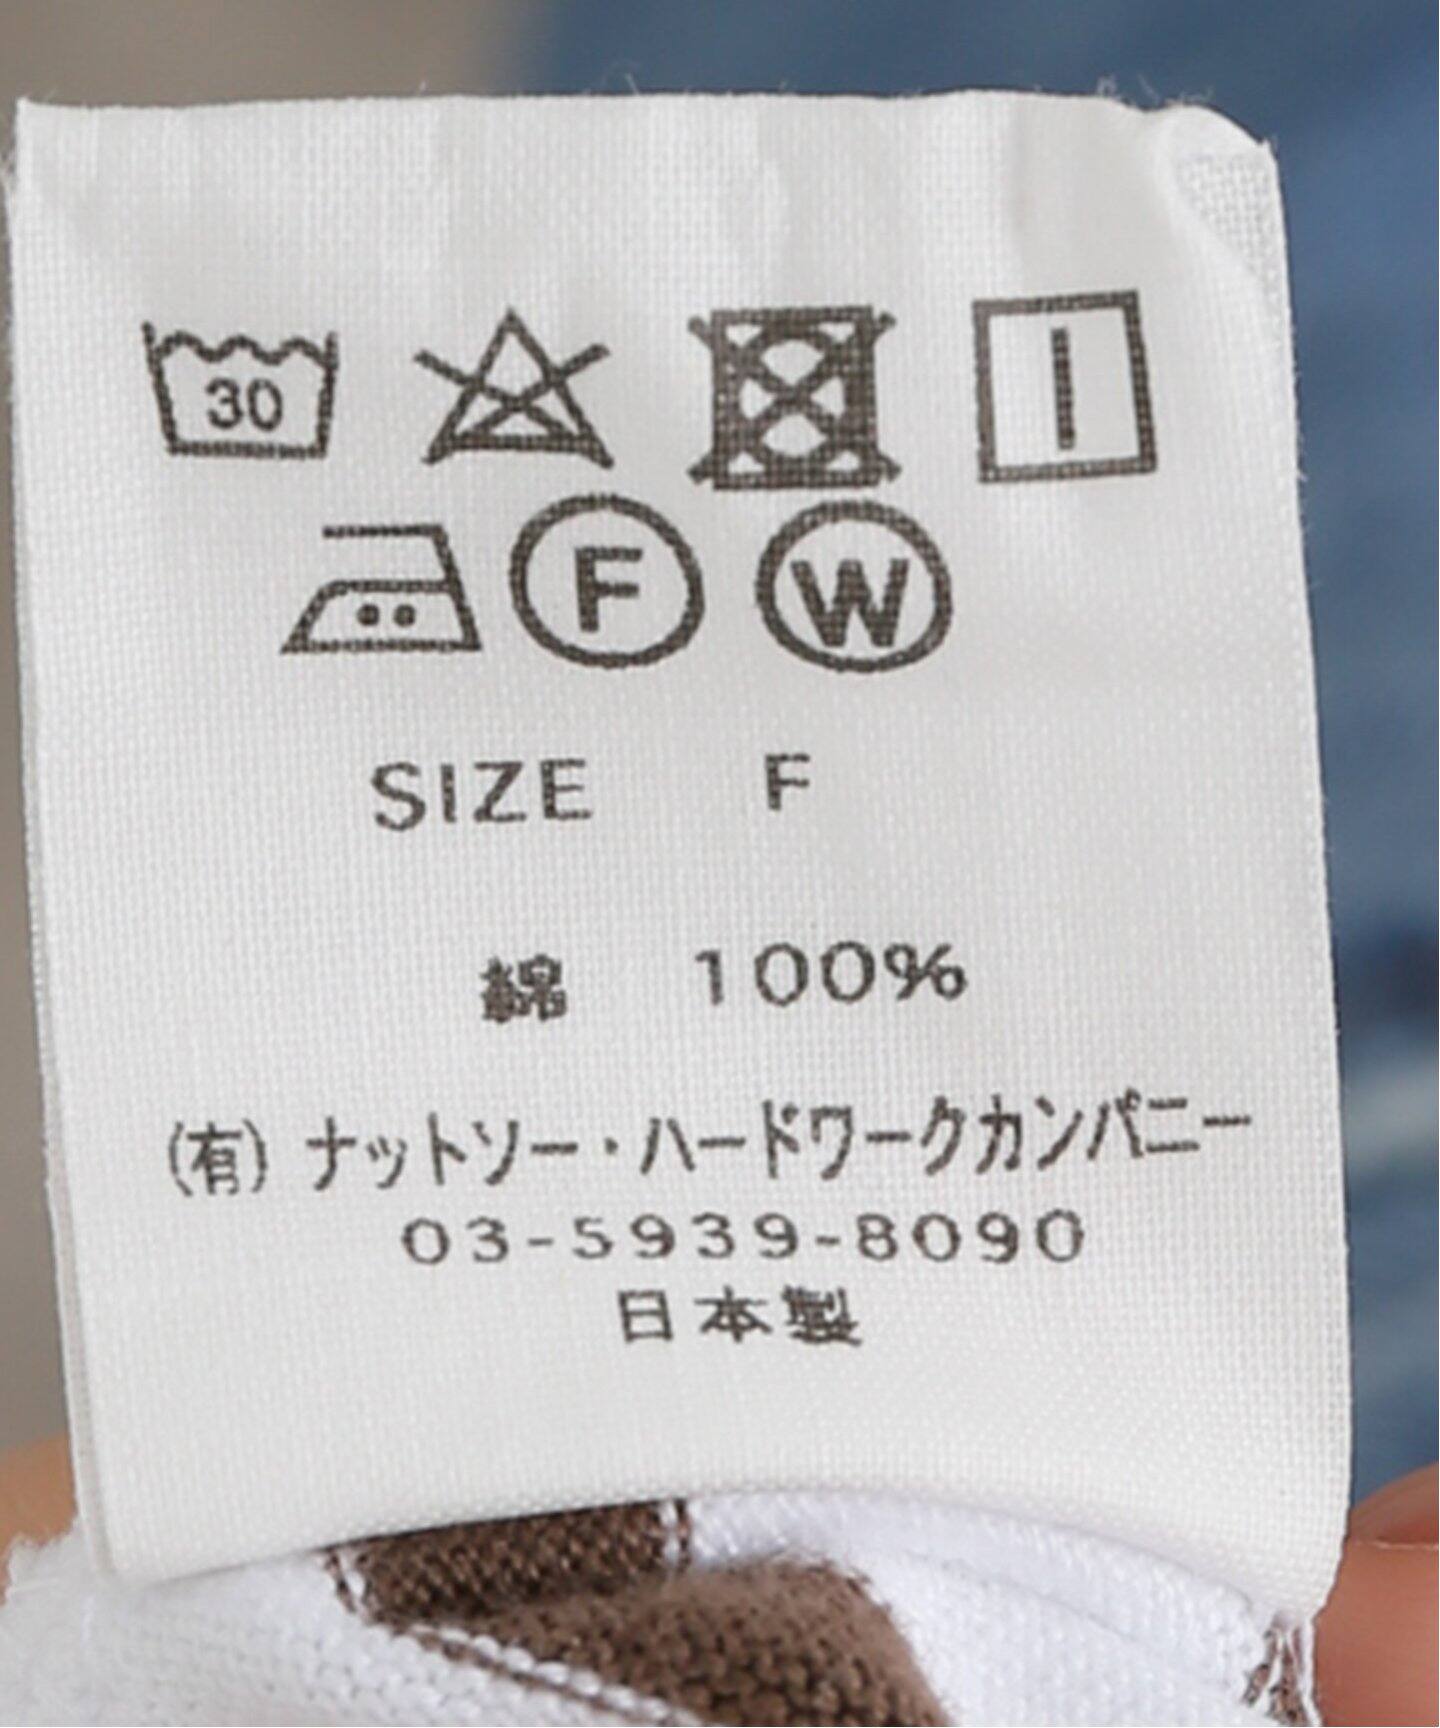 30
F W
SIZE F
綿 100%
(有) ナットソー・ハードワークカンパニー
03-5939-8090
日本製